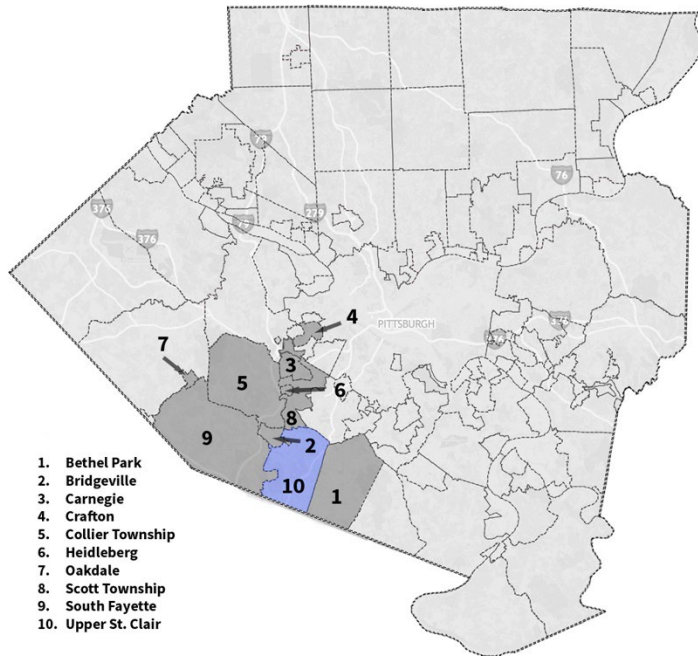 76
79
376
279
376
79
4
PITTSBURGH
7
3
5
6
8
9
2
10
1
1. Bethel Park
2. Bridgeville
3. Carnegie
4. Crafton
5. Collier Township
6. Heidleberg
7. Oakdale
8. Scott Township
9. South Fayette
10. Upper St. Clair